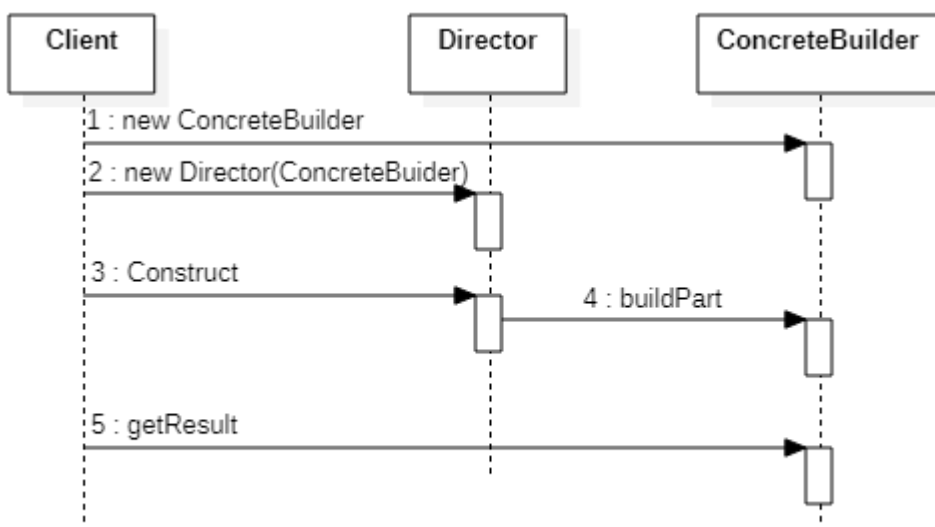 Client
Director
ConcreteBuilder
1 : new ConcreteBuilder
2 : new Director(ConcreteBuider)
3 : Construct
4 : buildPart
5 : getResult